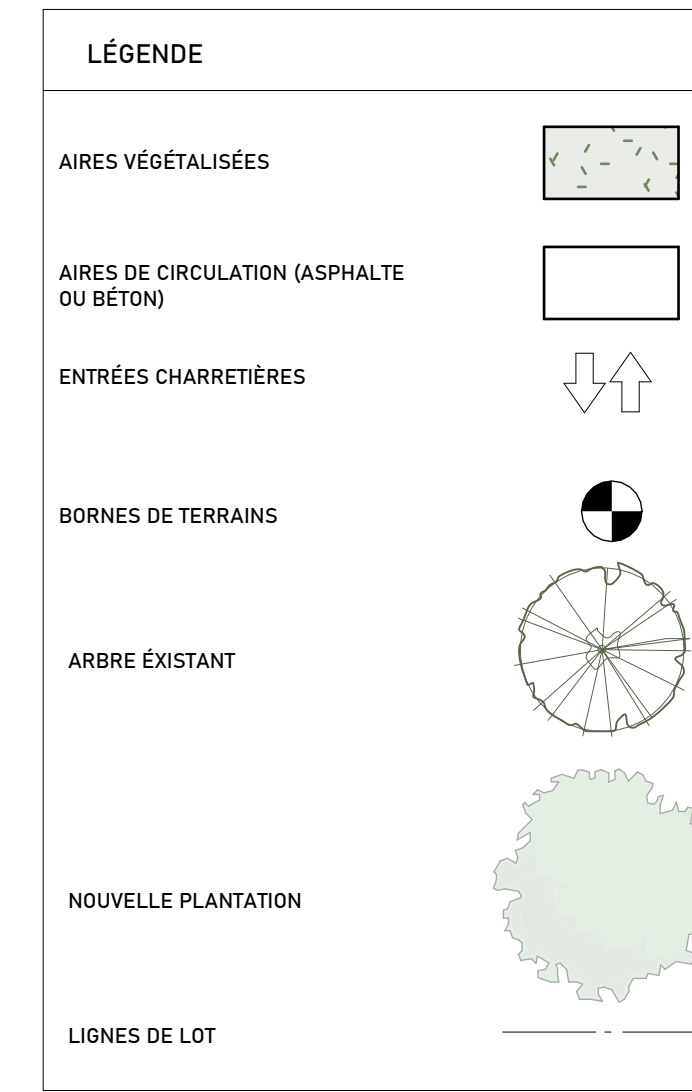 LÉGENDE
AIRES VÉGÉTALISÉES
AIRES DE CIRCULATION (ASPHALTE
OU BÉTON)
ENTRÉES CHARRETIÈRES
BORNES DE TERRAINS
ARBRE ÉXISTANT
NOUVELLE PLANTATION
LIGNES DE LOT